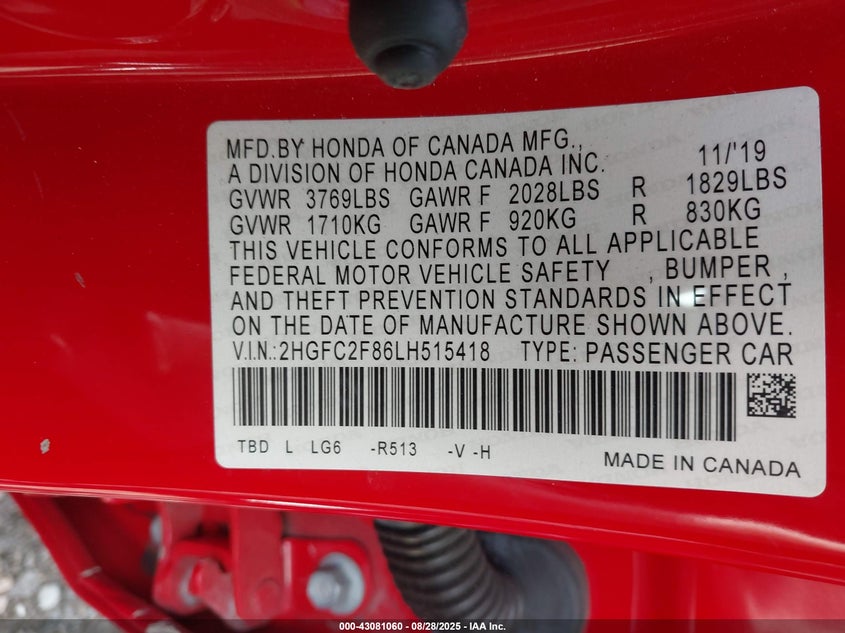 MFD.BY HONDA OF CANADA MFG.,
A DIVISION OF HONDA CANADA INC. 11/'19
GVWR 3769LBS GAWR F 2028LBS R 1829LBS
GVWR 1710KG GAWR F 920KG R 830KG
THIS VEHICLE CONFORMS TO ALL APPLICABLE
FEDERAL MOTOR VEHICLE SAFETY , BUMPER ,
AND THEFT PREVENTION STANDARDS IN EFFECT
ON THE DATE OF MANUFACTURE SHOWN ABOVE.
V.I.N.:2HGFC2F86LH515418 TYPE: PASSENGER CAR
TBD L LG6 -R513 -V -H
MADE IN CANADA
000-43081060 - 08/28/2025 - IAA Inc.